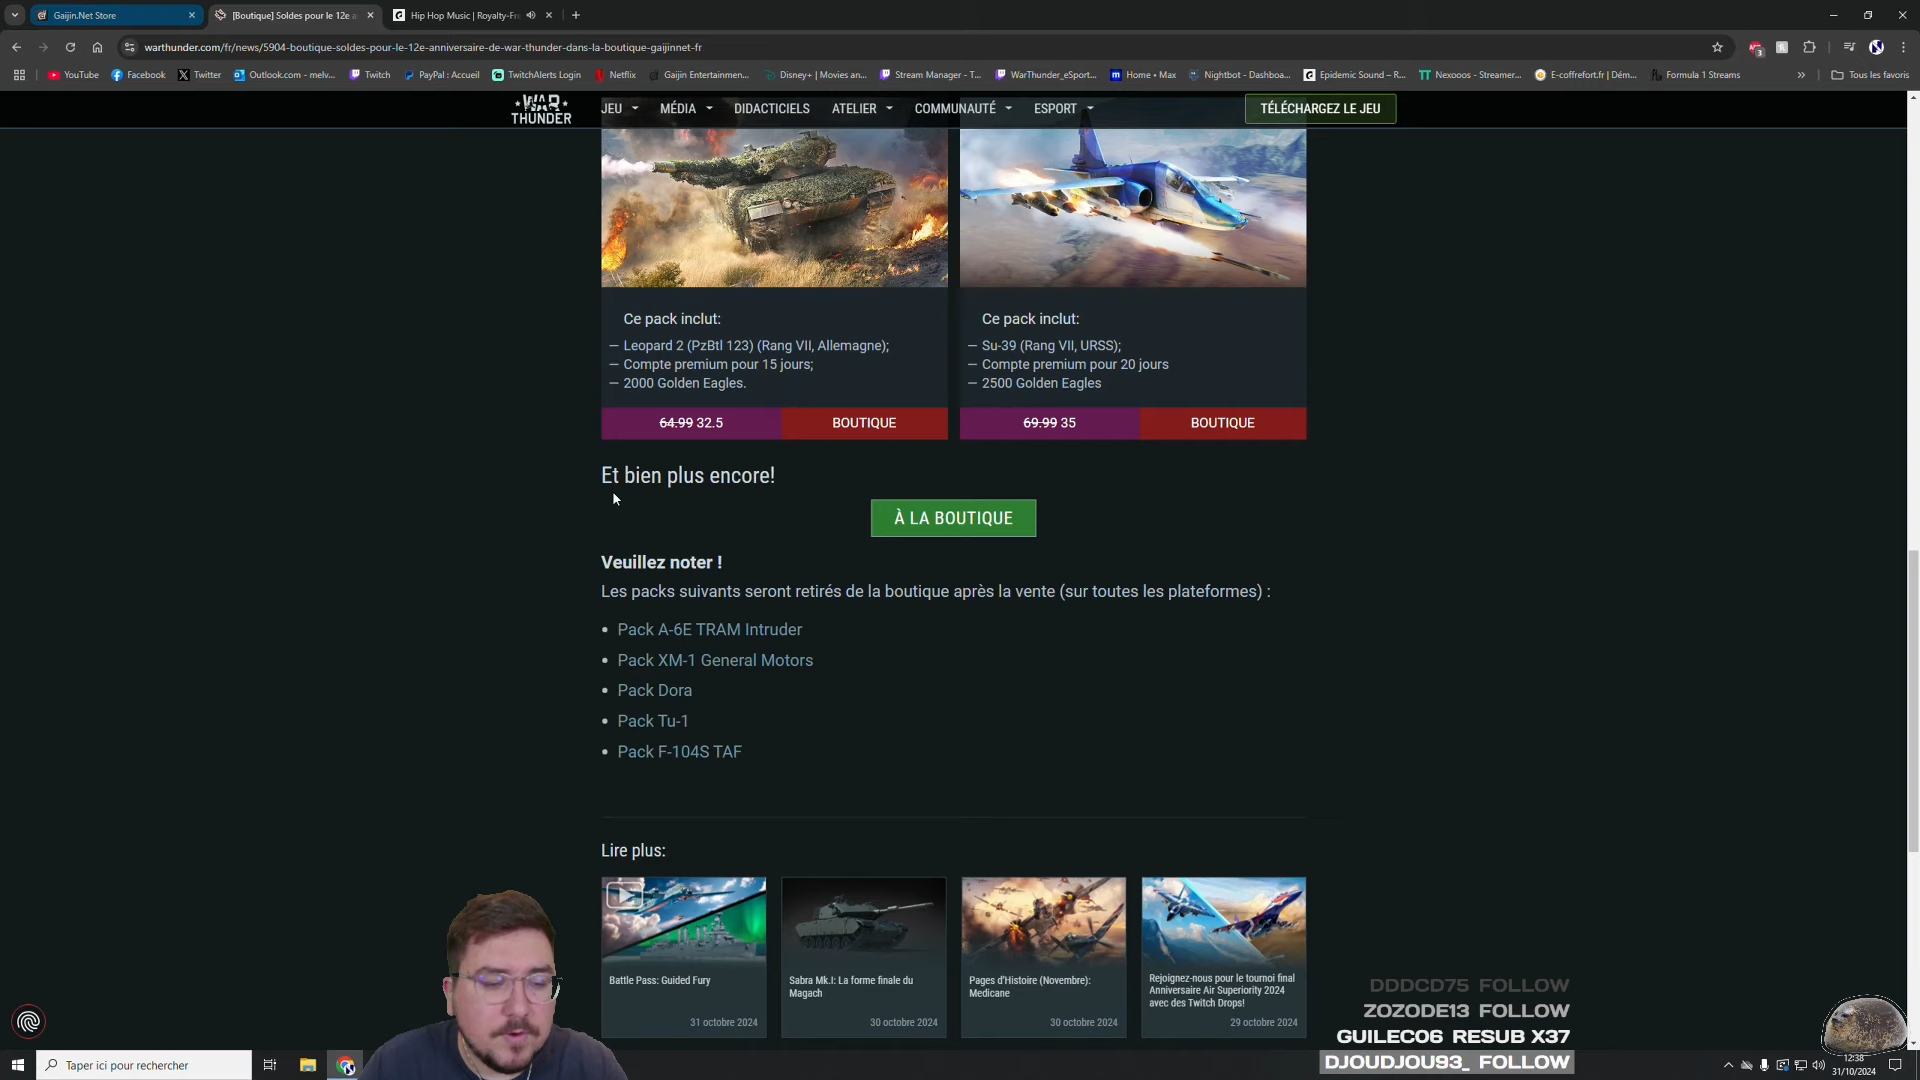 Gaijin.Net Store
[Boutique] Soldes pour le 12e a
Hip Hop Music | Royalty-Fre
warthunder.com/fr/news/5904-boutique-soldes-pour-le-12e-anniversaire-de-war-thunder-dans-la-boutique-gaijinnet-fr
YouTube
Facebook
Twitter
Outlook.com - melv...
Twitch
PayPal : Accueil
TwitchAlerts Login
Netflix
Gaijin Entertainmen...
Disney+ | Movies an...
Stream Manager - T...
WarThunder_eSport...
Home • Max
Nightbot - Dashboa...
Epidemic Sound – R...
Nexooos - Streamer...
E-coffrefort.fr | Dém...
Formula 1 Streams
Tous les favoris
WAR THUNDER
JEU
MÉDIA
DIDACTICIELS
ATELIER
COMMUNAUTÉ
ESPORT
TÉLÉCHARGEZ LE JEU
Ce pack inclut:
— Leopard 2 (PzBtl 123) (Rang VII, Allemagne);
— Compte premium pour 15 jours;
— 2000 Golden Eagles.
64.99 32.5
BOUTIQUE
Ce pack inclut:
— Su-39 (Rang VII, URSS);
— Compte premium pour 20 jours
— 2500 Golden Eagles
69.99 35
BOUTIQUE
Et bien plus encore!
À LA BOUTIQUE
Veuillez noter !
Les packs suivants seront retirés de la boutique après la vente (sur toutes les plateformes) :
• Pack A-6E TRAM Intruder
• Pack XM-1 General Motors
• Pack Dora
• Pack Tu-1
• Pack F-104S TAF
Lire plus:
Battle Pass: Guided Fury
31 octobre 2024
Sabra Mk.I: La forme finale du
Magach
30 octobre 2024
Pages d'Histoire (Novembre):
Medicane
30 octobre 2024
Rejoignez-nous pour le tournoi final
Anniversaire Air Superiority 2024
avec des Twitch Drops!
29 octobre 2024
DDDCD75 FOLLOW
ZOZODE13 FOLLOW
GUILEC06 RESUB X37
DJOUDJOU93_ FOLLOW
Taper ici pour rechercher
12:38
31/10/2024